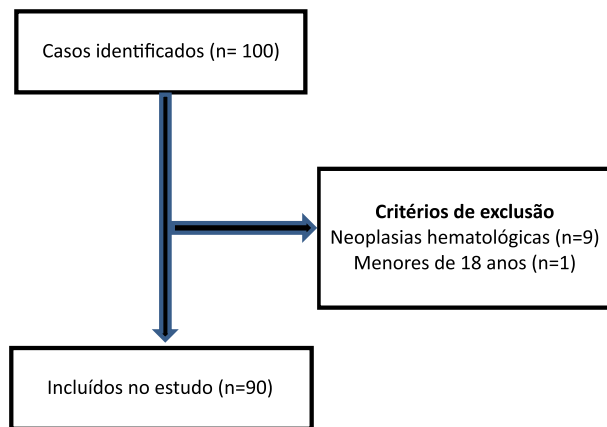 Casos identificados (n= 100)
Critérios de exclusão
Neoplasias hematológicas (n=9)
Menores de 18 anos (n=1)
Incluídos no estudo (n=90)